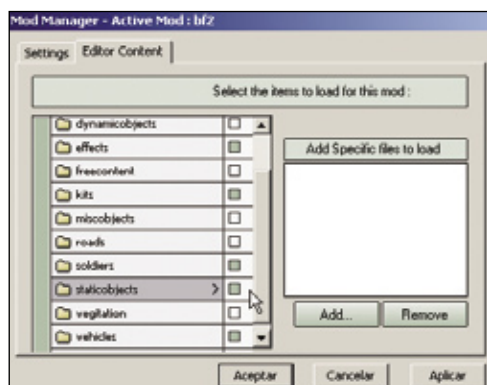 Mod Manager - Active Mod : bf2
Settings Editor Content
Select the items to load for this mod :
dynamicobjects
effects
freecontent
kits
miscobjects
roads
soldiers
staticobjects >
vegitation
vehicles
Add Specific files to load
Add... Remove
Aceptar Cancelar Aplicar